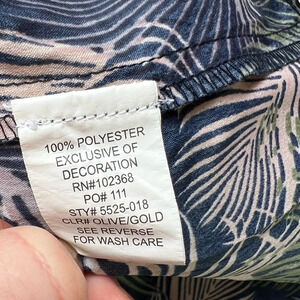 100% POLYESTER
EXCLUSIVE OF
DECORATION
RN#102368
PO# 111
STY# 5525-018
CLR# OLIVE/GOLD
SEE REVERSE
FOR WASH CARE